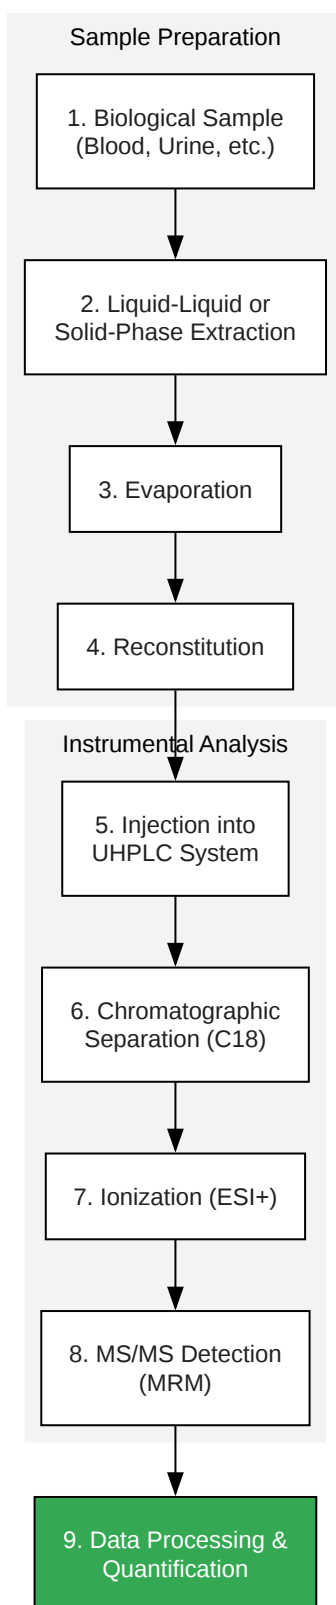 Sample Preparation
1. Biological Sample
(Blood, Urine, etc.)
2. Liquid-Liquid or
Solid-Phase Extraction
3. Evaporation
4. Reconstitution
Instrumental Analysis
5. Injection into
UHPLC System
6. Chromatographic
Separation (C18)
7. Ionization (ESI+)
8. MS/MS Detection
(MRM)
9. Data Processing &
Quantification